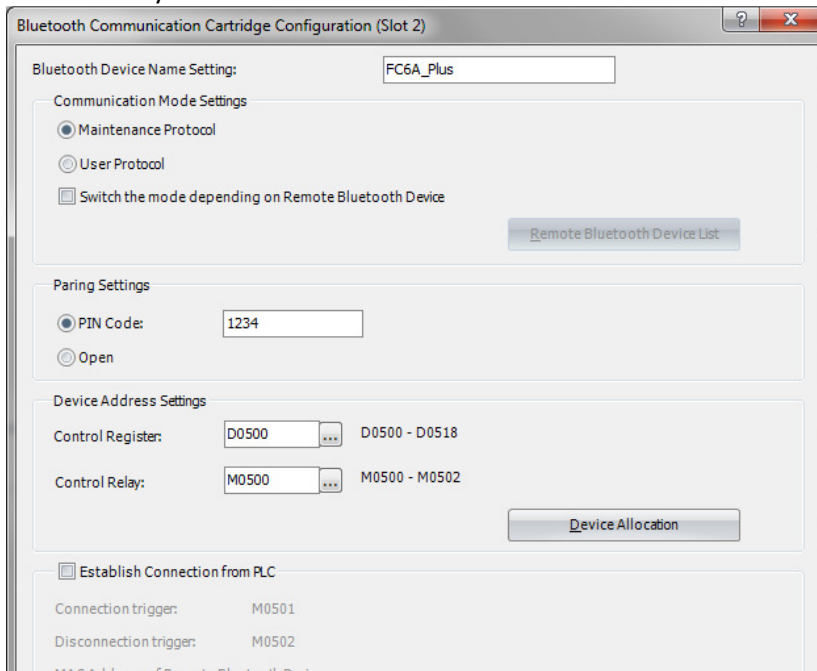 Bluetooth Communication Cartridge Configuration (Slot 2)
Bluetooth Device Name Setting: FC6A_Plus
Communication Mode Settings
Maintenance Protocol
User Protocol
Switch the mode depending on Remote Bluetooth Device
Remote Bluetooth Device List
Paring Settings
PIN Code: 1234
Open
Device Address Settings
Control Register: D0500 ... D0500 - D0518
Control Relay: M0500 ... M0500 - M0502
Device Allocation
Establish Connection from PLC
Connection trigger: M0501
Disconnection trigger: M0502